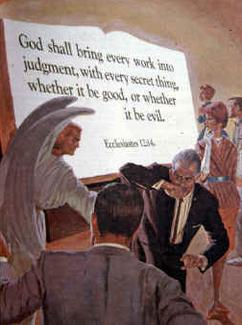 God shall bring every work into
judgment, with every secret thing,
whether it be good, or whether
it be evil.
Ecclesiastes 12:14.